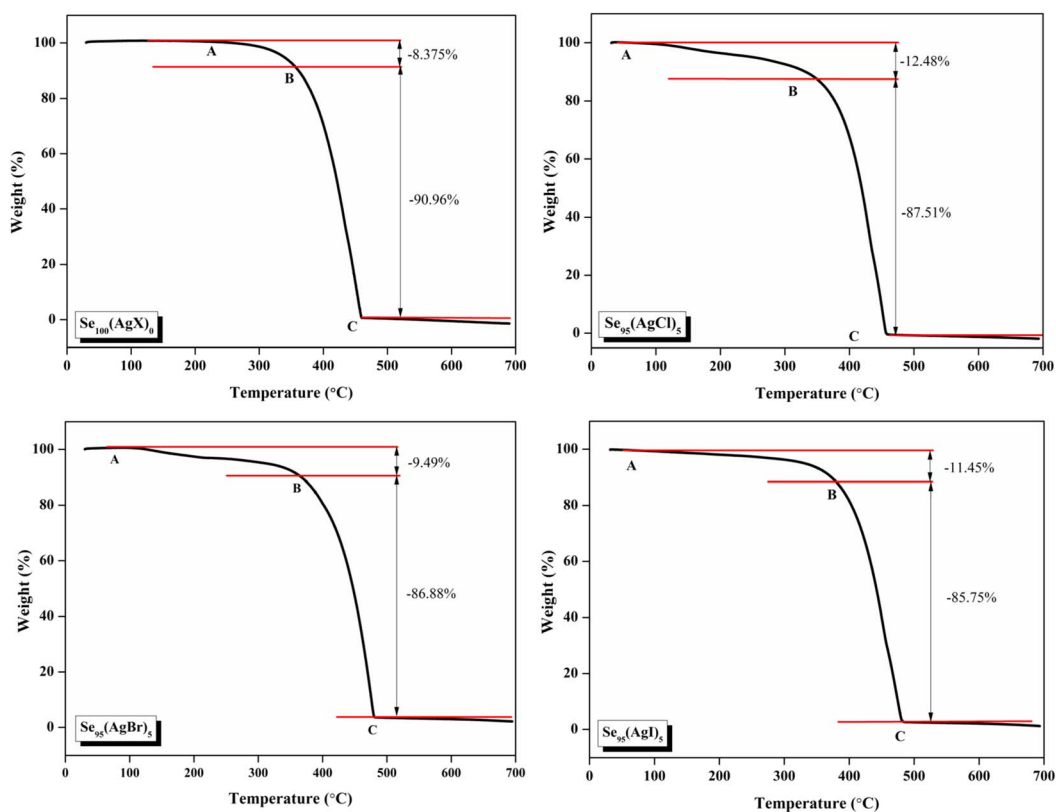 100
80
60
40
20
0
Weight (%)
A
B
C
-8.375%
-90.96%
Se100(AgX)0
0 100 200 300 400 500 600 700
Temperature (°C)
100
80
60
40
20
0
Weight (%)
A
B
C
-12.48%
-87.51%
Se95(AgCl)5
0 100 200 300 400 500 600 700
Temperature (°C)
100
80
60
40
20
0
Weight (%)
A
B
C
-9.49%
-86.88%
Se95(AgBr)5
0 100 200 300 400 500 600 700
Temperature (°C)
100
80
60
40
20
0
Weight (%)
A
B
C
-11.45%
-85.75%
Se95(AgI)5
0 100 200 300 400 500 600 700
Temperature (°C)